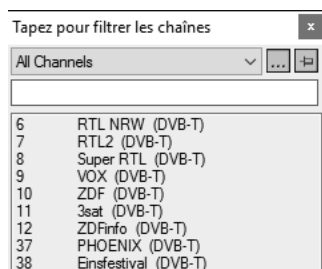 Tapez pour filtrer les chaînes x
All Channels ...
6 RTL NRW (DVB-T)
7 RTL2 (DVB-T)
8 Super RTL (DVB-T)
9 VOX (DVB-T)
10 ZDF (DVB-T)
11 3sat (DVB-T)
12 ZDFinfo (DVB-T)
37 PHOENIX (DVB-T)
38 Einsfestival (DVB-T)